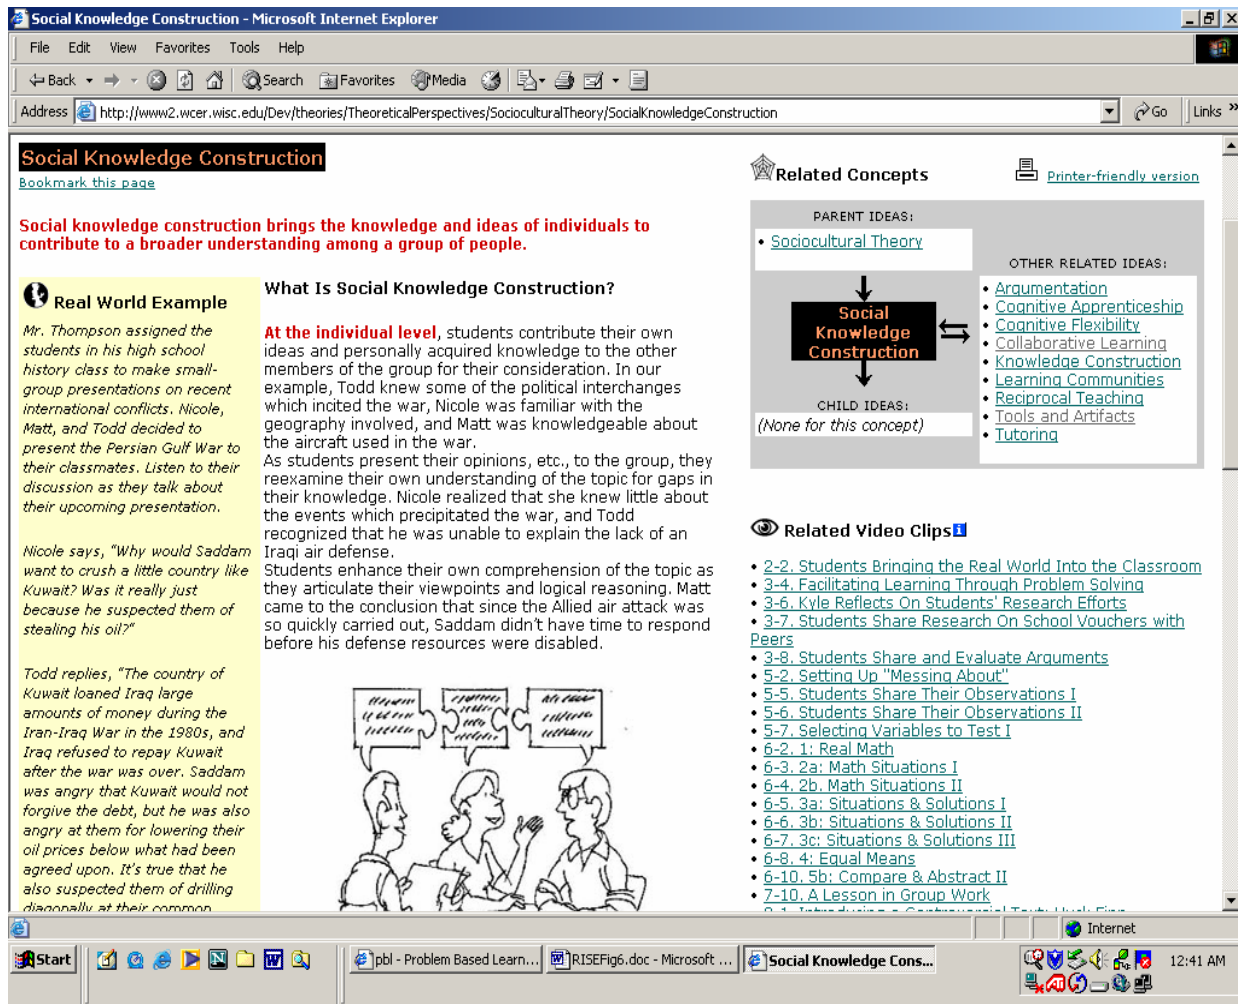 Social Knowledge Construction - Microsoft Internet Explorer
File Edit View Favorites Tools Help
Back Search Favorites Media
Address http://www2.wcer.wisc.edu/Dev/theories/TheoreticalPerspectives/SocioculturalTheory/SocialKnowledgeConstruction Go Links »
Social Knowledge Construction
Bookmark this page
Social knowledge construction brings the knowledge and ideas of individuals to
contribute to a broader understanding among a group of people.
Real World Example
Mr. Thompson assigned the
students in his high school
history class to make small-
group presentations on recent
international conflicts. Nicole,
Matt, and Todd decided to
present the Persian Gulf War to
their classmates. Listen to their
discussion as they talk about
their upcoming presentation.
Nicole says, "Why would Saddam
want to crush a little country like
Kuwait? Was it really just
because he suspected them of
stealing his oil?"
Todd replies, "The country of
Kuwait loaned Iraq large
amounts of money during the
Iran-Iraq War in the 1980s, and
Iraq refused to repay Kuwait
after the war was over. Saddam
was angry that Kuwait would not
forgive the debt, but he was also
angry at them for lowering their
oil prices below what had been
agreed upon. It's true that he
also suspected them of drilling
diagonally at their common
What Is Social Knowledge Construction?
At the individual level, students contribute their own
ideas and personally acquired knowledge to the other
members of the group for their consideration. In our
example, Todd knew some of the political interchanges
which incited the war, Nicole was familiar with the
geography involved, and Matt was knowledgeable about
the aircraft used in the war.
As students present their opinions, etc., to the group, they
reexamine their own understanding of the topic for gaps in
their knowledge. Nicole realized that she knew little about
the events which precipitated the war, and Todd
recognized that he was unable to explain the lack of an
Iraqi air defense.
Students enhance their own comprehension of the topic as
they articulate their viewpoints and logical reasoning. Matt
came to the conclusion that since the Allied air attack was
so quickly carried out, Saddam didn't have time to respond
before his defense resources were disabled.
Related Concepts
Printer-friendly version
PARENT IDEAS:
• Sociocultural Theory
Social
Knowledge
Construction
CHILD IDEAS:
(None for this concept)
OTHER RELATED IDEAS:
• Argumentation
• Cognitive Apprenticeship
• Cognitive Flexibility
• Collaborative Learning
• Knowledge Construction
• Learning Communities
• Reciprocal Teaching
• Tools and Artifacts
• Tutoring
Related Video Clips
• 2-2. Students Bringing the Real World Into the Classroom
• 3-4. Facilitating Learning Through Problem Solving
• 3-6. Kyle Reflects On Students' Research Efforts
• 3-7. Students Share Research On School Vouchers with
Peers
• 3-8. Students Share and Evaluate Arguments
• 5-2. Setting Up "Messing About"
• 5-5. Students Share Their Observations I
• 5-6. Students Share Their Observations II
• 5-7. Selecting Variables to Test I
• 6-2. 1: Real Math
• 6-3. 2a: Math Situations I
• 6-4. 2b. Math Situations II
• 6-5. 3a: Situations & Solutions I
• 6-6. 3b: Situations & Solutions II
• 6-7. 3c: Situations & Solutions III
• 6-8. 4: Equal Means
• 6-10. 5b: Compare & Abstract II
• 7-10. A Lesson in Group Work
Introducing a Controversial Text: Huck Finn
Internet
Start pbl - Problem Based Learn... RISEFig6.doc - Microsoft ... Social Knowledge Cons... 12:41 AM